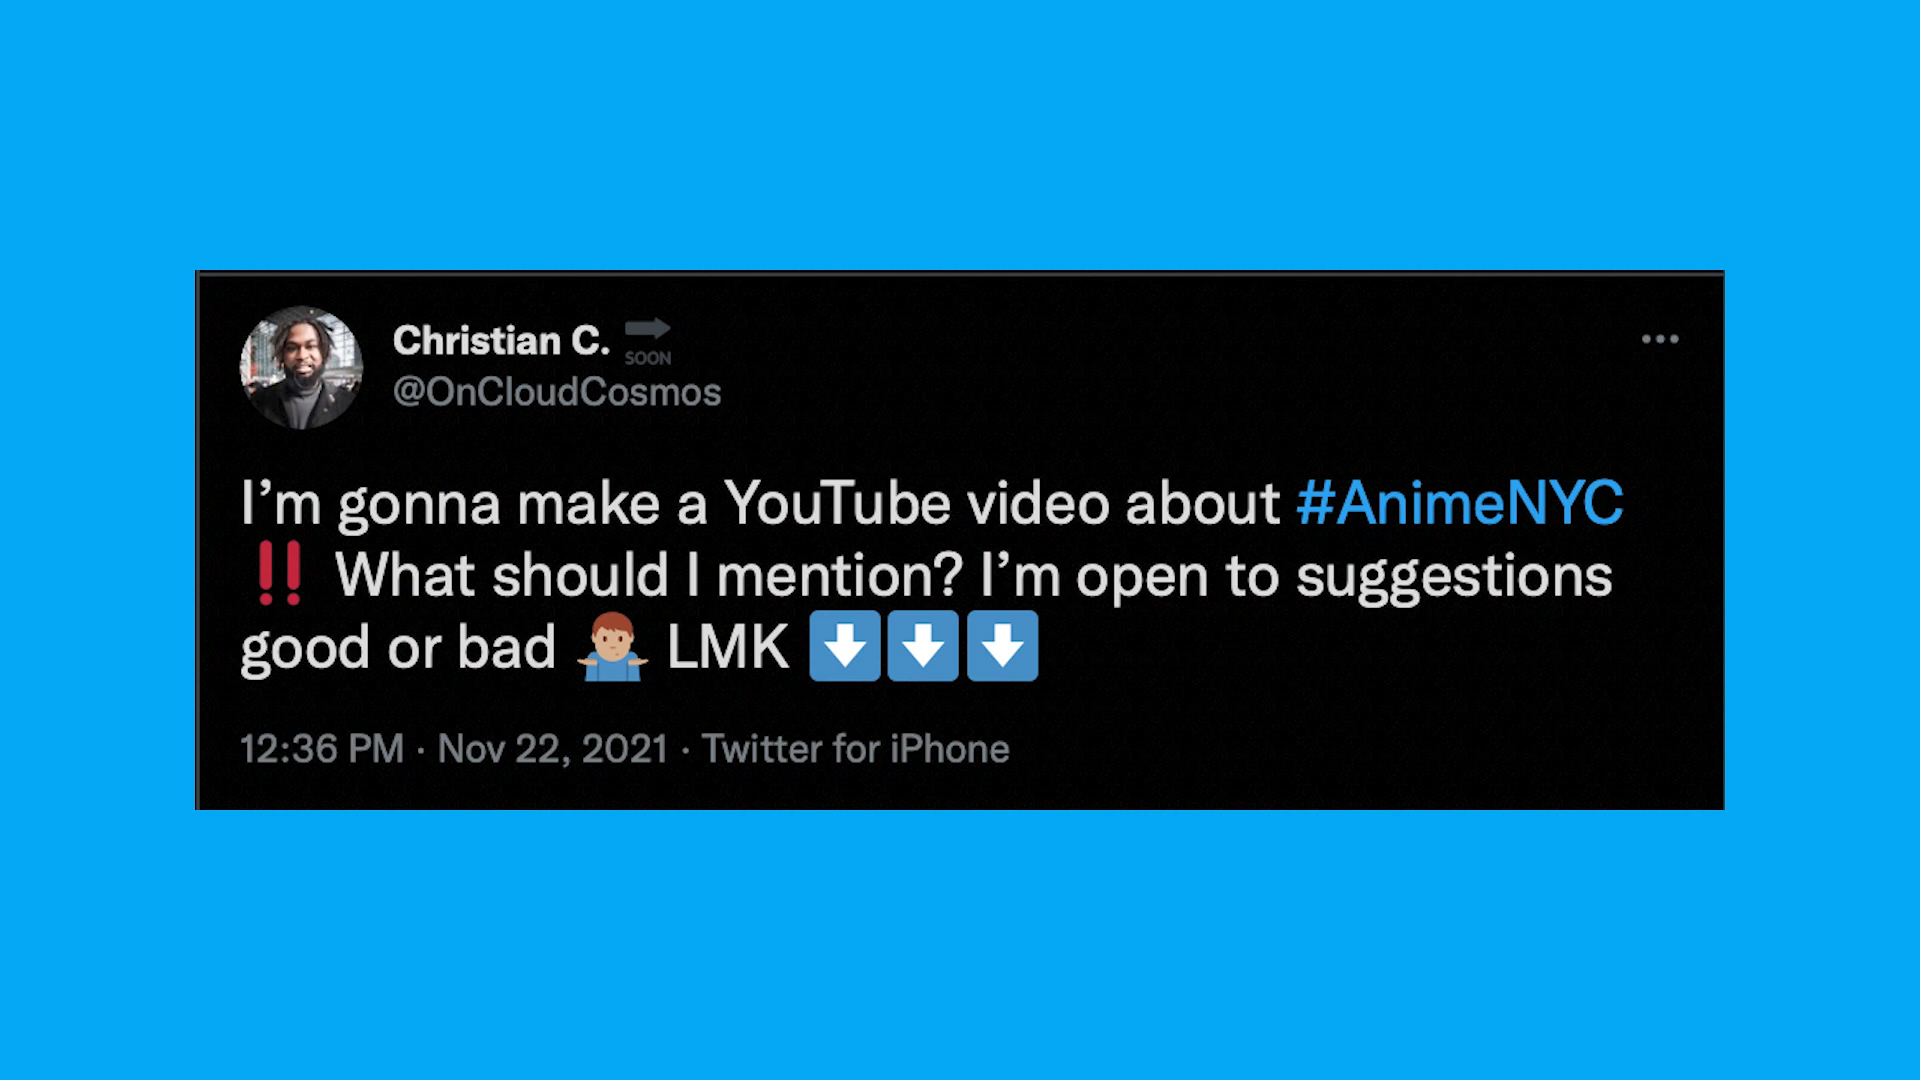 Christian C. 🔜
@OnCloudCosmos
I’m gonna make a YouTube video about #AnimeNYC
‼️ What should I mention? I’m open to suggestions
good or bad 🤷🏽‍♂️ LMK ⬇️⬇️⬇️
12:36 PM · Nov 22, 2021 · Twitter for iPhone